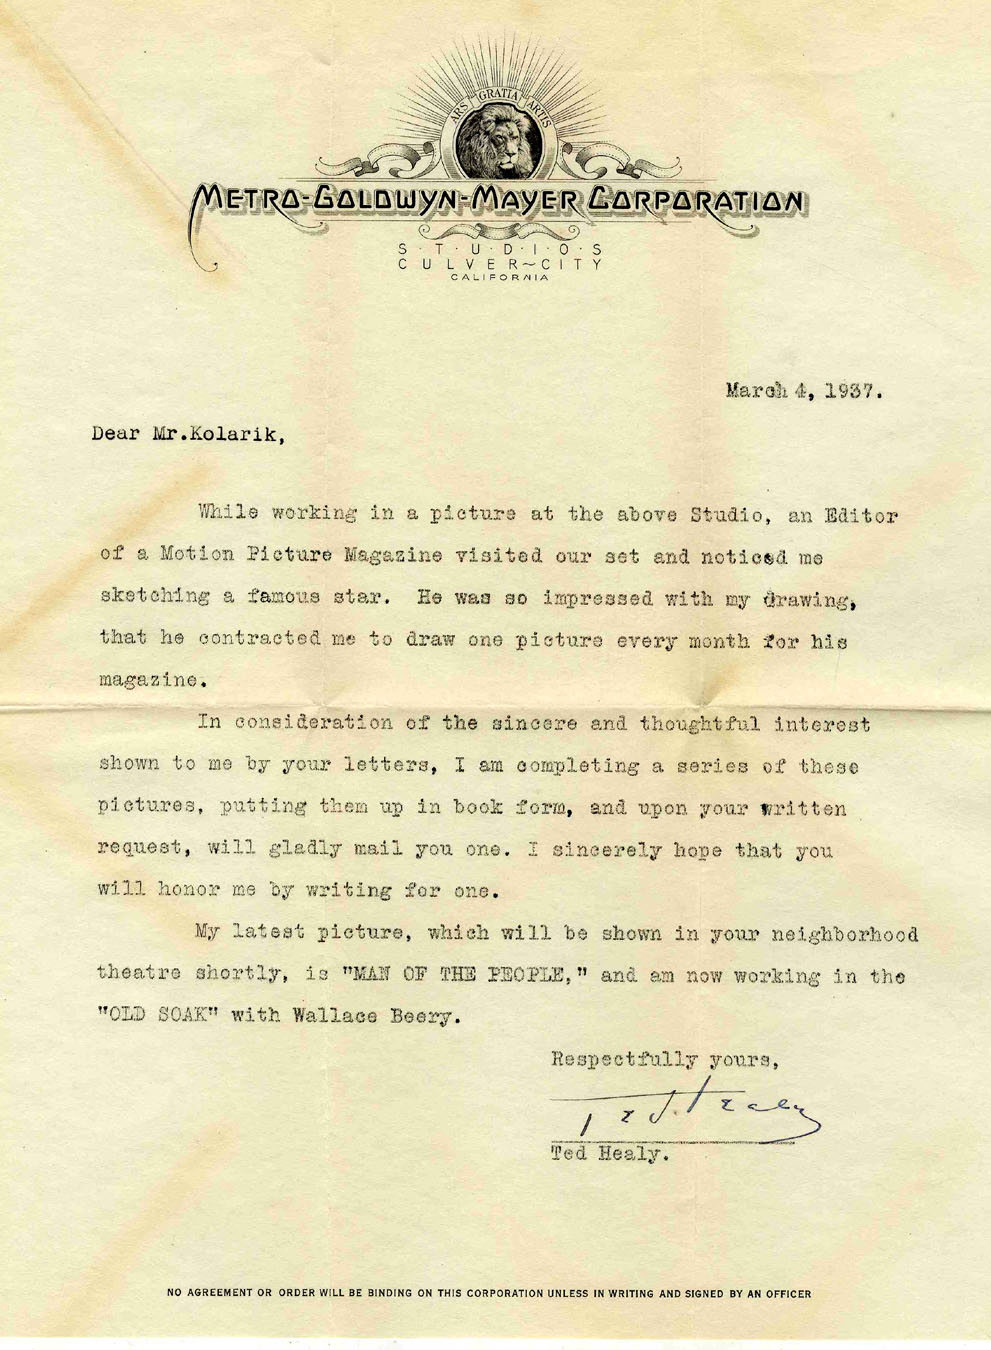 ARS GRATIA ARTIS
METRO-GOLDWYN-MAYER CORPORATION
S·T·U·D·I·O·S
CULVER~CITY
CALIFORNIA
March 4, 1937.
Dear Mr.Kolarik,
While working in a picture at the above Studio, an Editor
of a Motion Picture Magazine visited our set and noticed me
sketching a famous star.  He was so impressed with my drawing,
that he contracted me to draw one picture every month for his
magazine.
In consideration of the sincere and thoughtful interest
shown to me by your letters, I am completing a series of these
pictures, putting them up in book form, and upon your written
request, will gladly mail you one. I sincerely hope that you
will honor me by writing for one.
My latest picture, which will be shown in your neighborhood
theatre shortly, is "MAN OF THE PEOPLE," and am now working in the
"OLD SOAK" with Wallace Beery.
Respectfully yours,
Ted Healy
Ted Healy.
NO AGREEMENT OR ORDER WILL BE BINDING ON THIS CORPORATION UNLESS IN WRITING AND SIGNED BY AN OFFICER